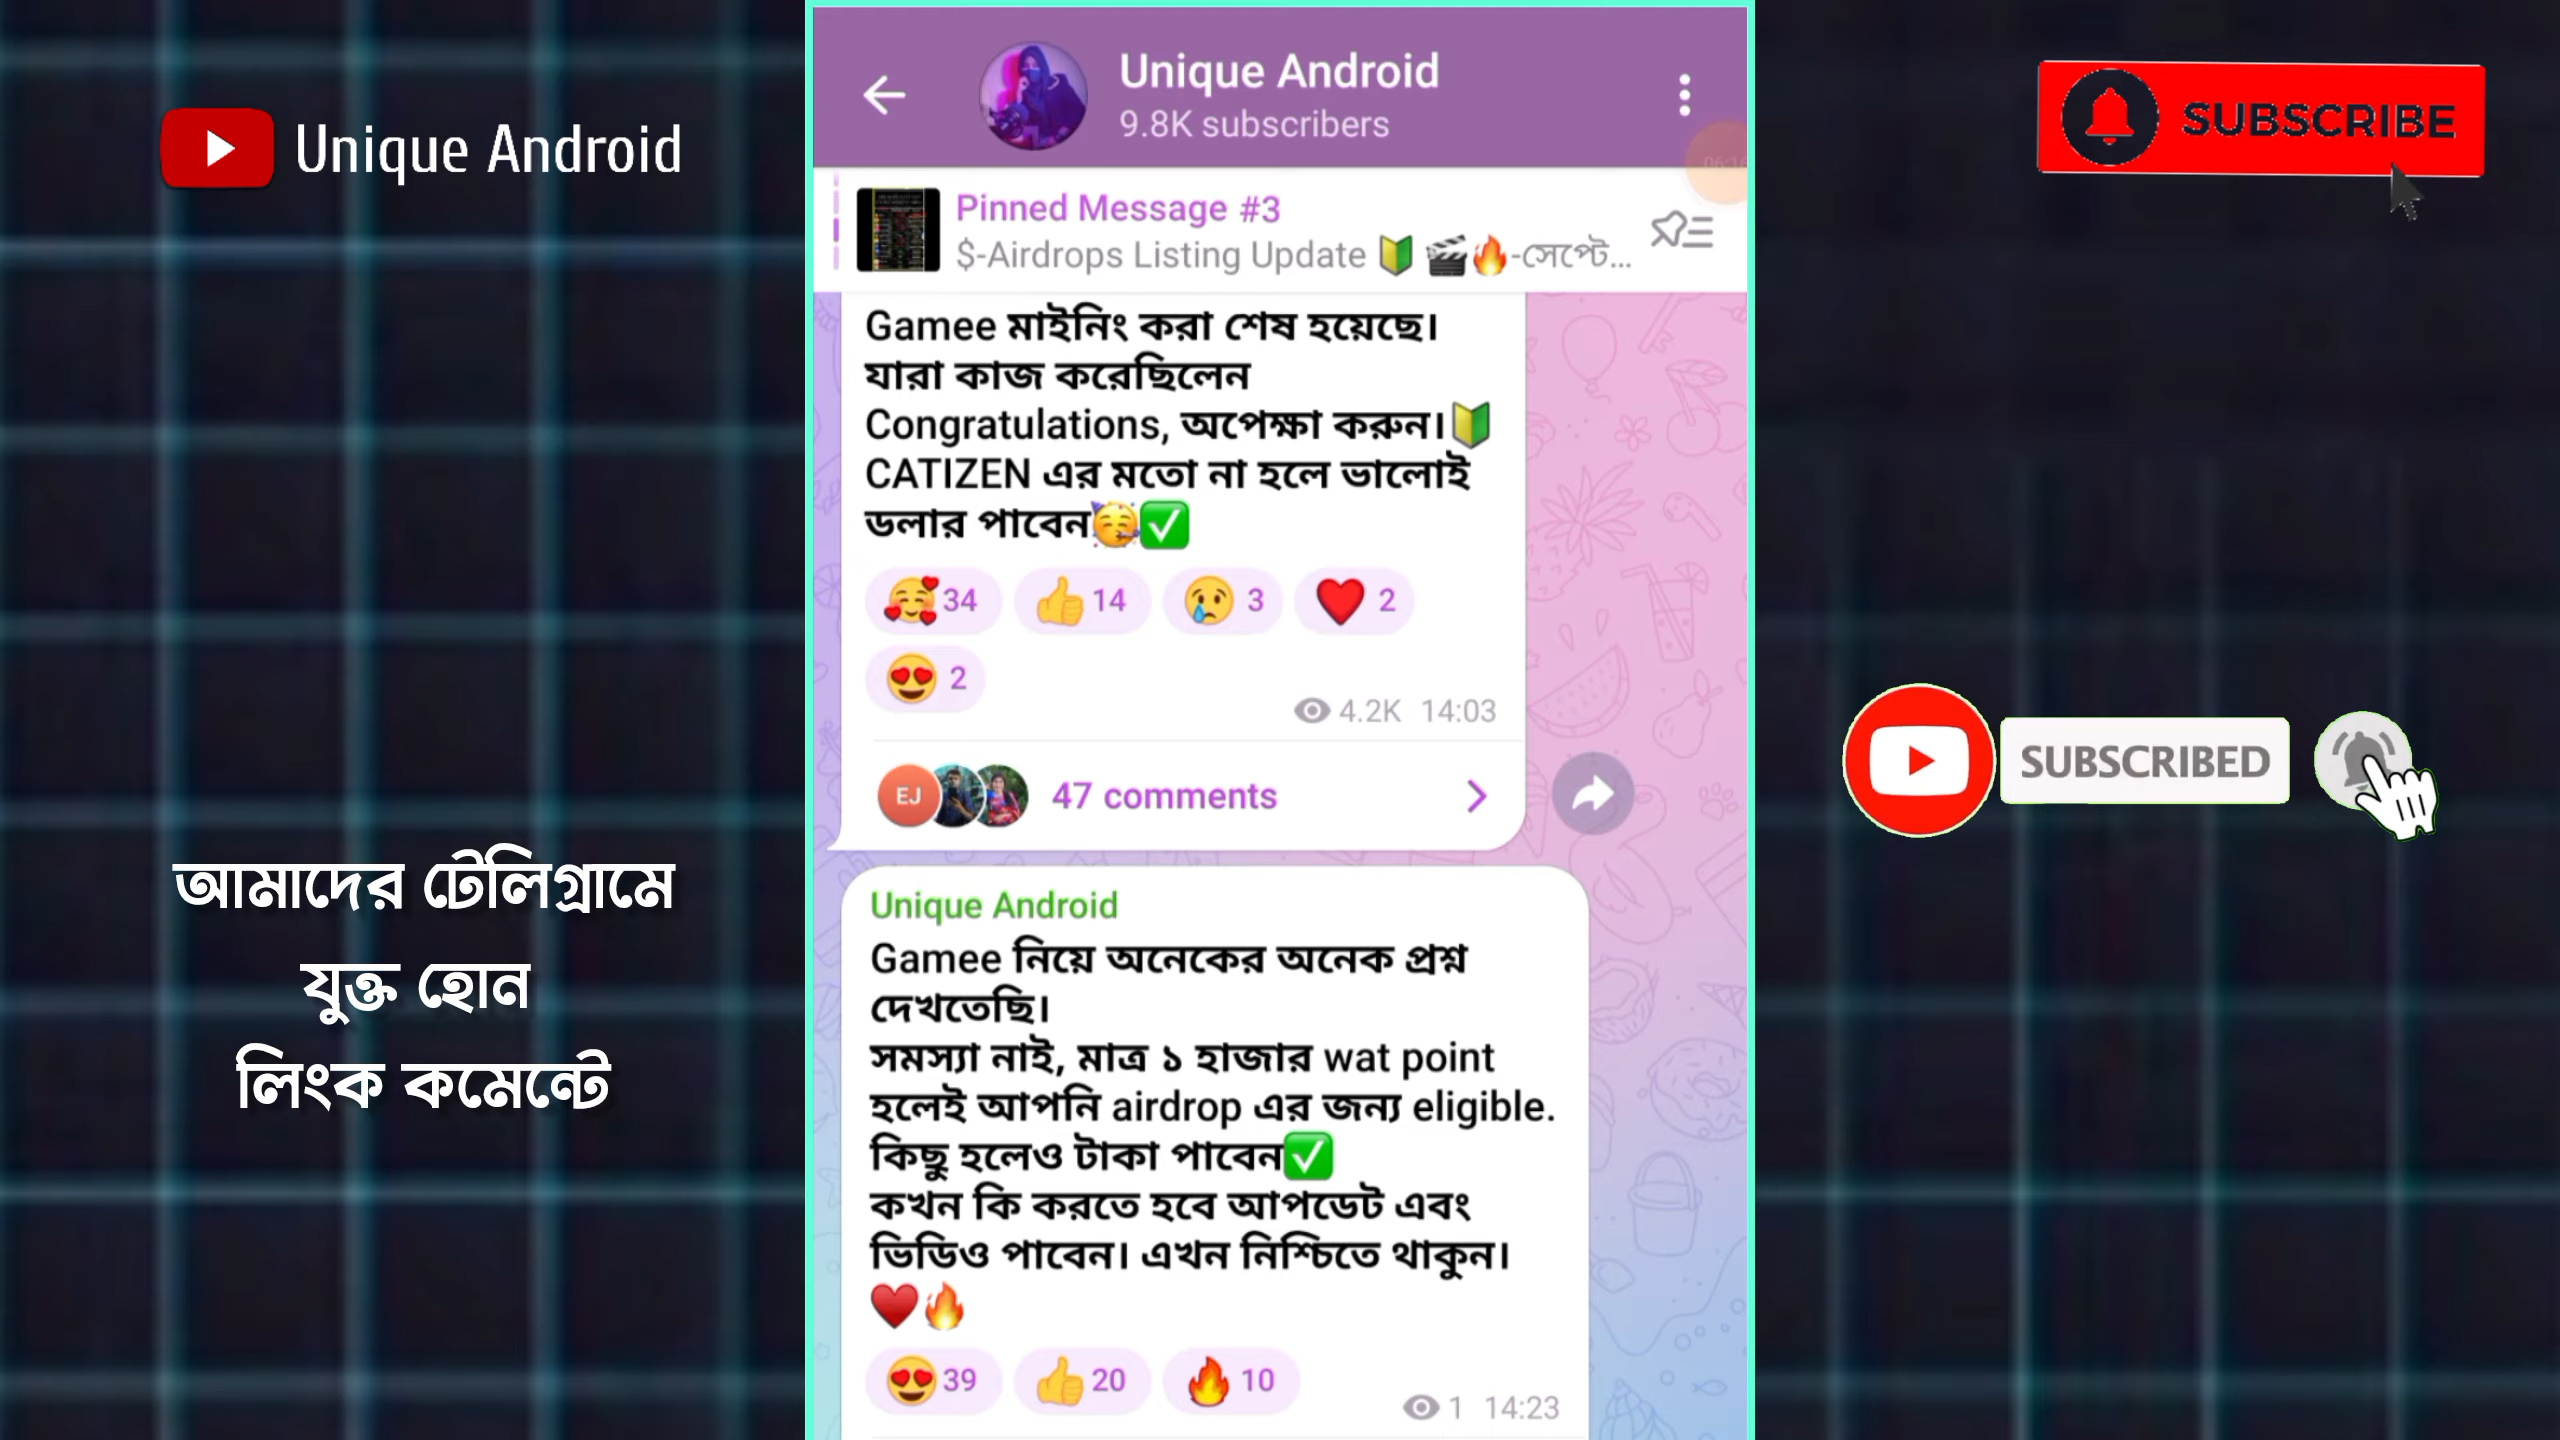 Unique Android
আমাদের টেলিগ্রামে
যুক্ত হোন
লিংক কমেন্টে
Unique Android
9.8K subscribers
Pinned Message #3
$-Airdrops Listing Update 🔰 🎬🔥-সেপ্টে...
Gamee মাইনিং করা শেষ হয়েছে।
যারা কাজ করেছিলেন
Congratulations, অপেক্ষা করুন।🔰
CATIZEN এর মতো না হলে ভালোই
ডলার পাবেন🥳✅
🥰 34 👍 14 😢 3 ❤️ 2
😍 2
4.2K 14:03
EJ 47 comments
Unique Android
Gamee নিয়ে অনেকের অনেক প্রশ্ন
দেখতেছি।
সমস্যা নাই, মাত্র ১ হাজার wat point
হলেই আপনি airdrop এর জন্য eligible.
কিছু হলেও টাকা পাবেন✅
কখন কি করতে হবে আপডেট এবং
ভিডিও পাবেন। এখন নিশ্চিতে থাকুন।
♥️🔥
😍 39 👍 20 🔥 10
1 14:23
SUBSCRIBE
SUBSCRIBED